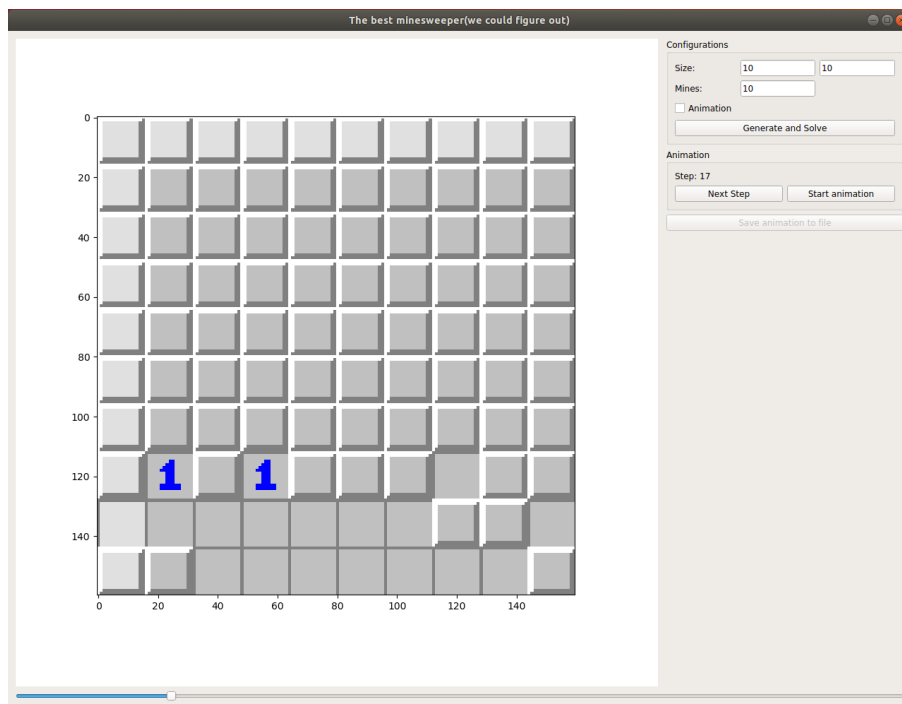 The best minesweeper(we could figure out)
Configurations
Size: 10 10
Mines: 10
Animation
Generate and Solve
Animation
Step: 17
Next Step Start animation
Save animation to file
0
20
40
60
80
100
120
140
1 1
0 20 40 60 80 100 120 140